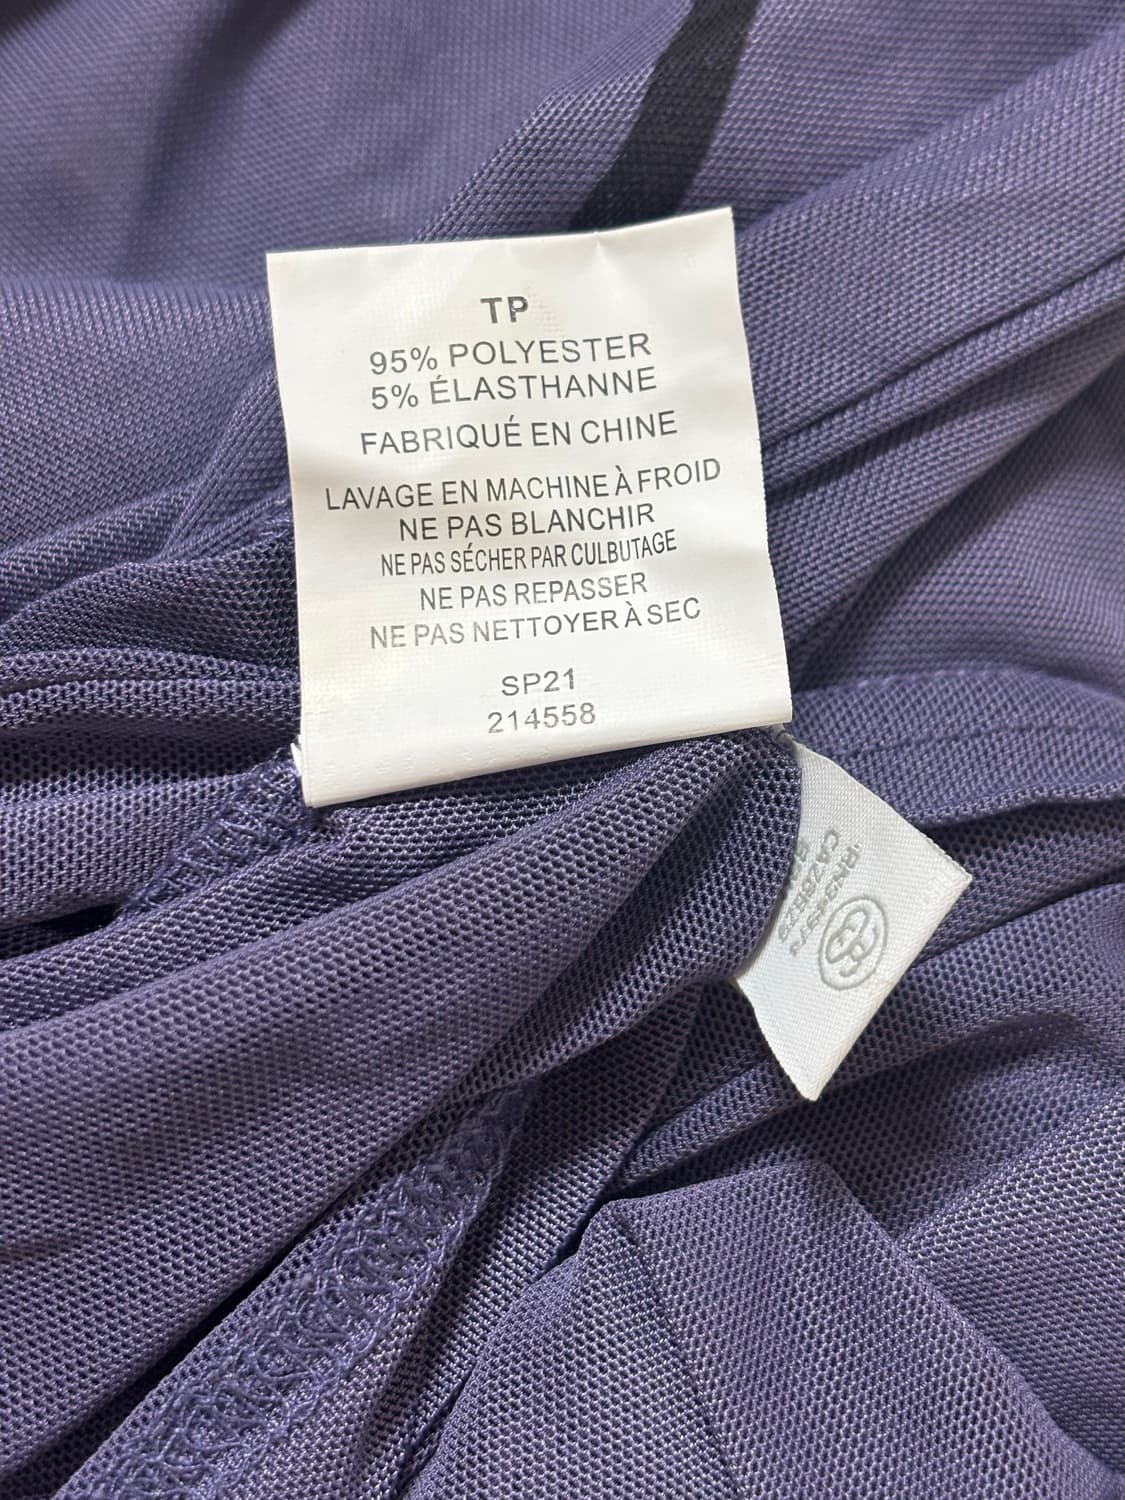 TP
95% POLYESTER
5% ÉLASTHANNE
FABRIQUÉ EN CHINE
LAVAGE EN MACHINE À FROID
NE PAS BLANCHIR
NE PAS SÉCHER PAR CULBUTAGE
NE PAS REPASSER
NE PAS NETTOYER À SEC
SP21
214558